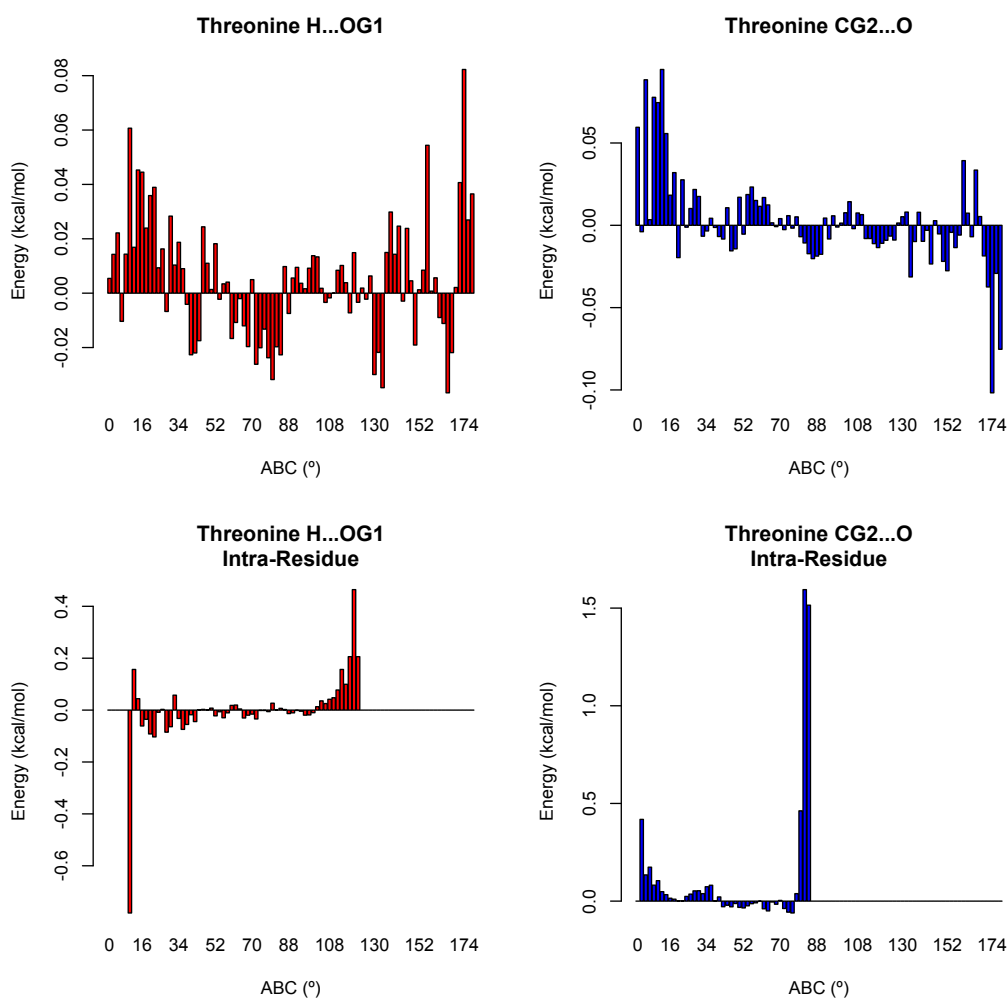 Threonine H...OG1
Energy (kcal/mol)
0.08
0.06
0.04
0.02
0.00
-0.02
0 16 34 52 70 88 108 130 152 174
ABC (º)
Threonine CG2...O
Energy (kcal/mol)
0.05
0.00
-0.05
-0.10
0 16 34 52 70 88 108 130 152 174
ABC (º)
Threonine H...OG1
Intra-Residue
Energy (kcal/mol)
0.4
0.2
0.0
-0.2
-0.4
-0.6
0 16 34 52 70 88 108 130 152 174
ABC (º)
Threonine CG2...O
Intra-Residue
Energy (kcal/mol)
1.5
1.0
0.5
0.0
0 16 34 52 70 88 108 130 152 174
ABC (º)